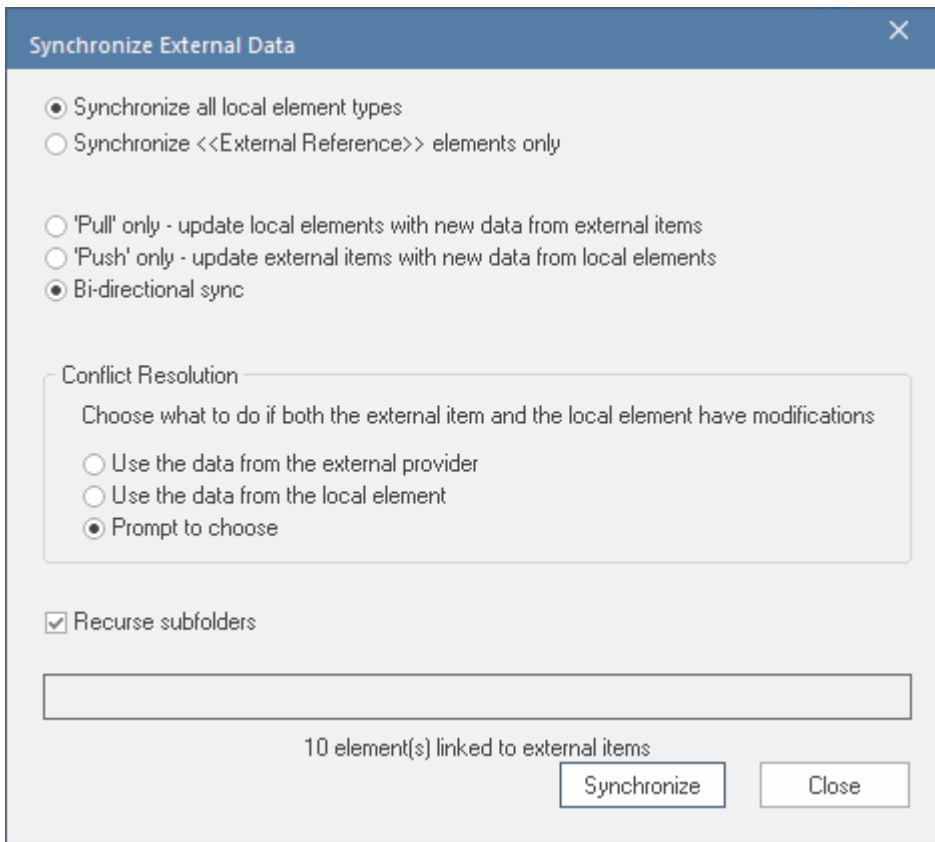 Synchronize External Data
Synchronize all local element types
Synchronize <<External Reference>> elements only
'Pull' only - update local elements with new data from external items
'Push' only - update external items with new data from local elements
Bi-directional sync
Conflict Resolution
Choose what to do if both the external item and the local element have modifications
Use the data from the external provider
Use the data from the local element
Prompt to choose
Recurse subfolders
10 element(s) linked to external items
Synchronize
Close